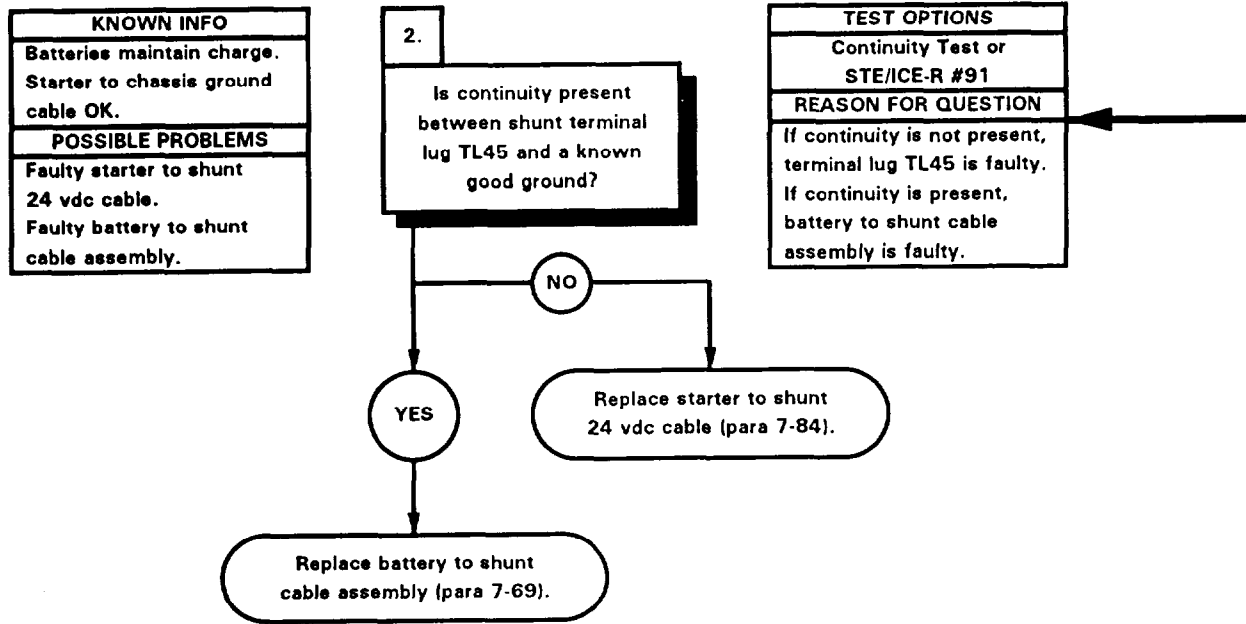 KNOWN INFO
Batteries maintain charge.
Starter to chassis ground
cable OK.
POSSIBLE PROBLEMS
Faulty starter to shunt
24 vdc cable.
Faulty battery to shunt
cable assembly.
2.
Is continuity present
between shunt terminal
lug TL45 and a known
good ground?
TEST OPTIONS
Continuity Test or
STE/ICE-R #91
REASON FOR QUESTION
If continuity is not present,
terminal lug TL45 is faulty.
If continuity is present,
battery to shunt cable
assembly is faulty.
NO
YES
Replace starter to shunt
24 vdc cable (para 7-84).
Replace battery to shunt
cable assembly (para 7-69).